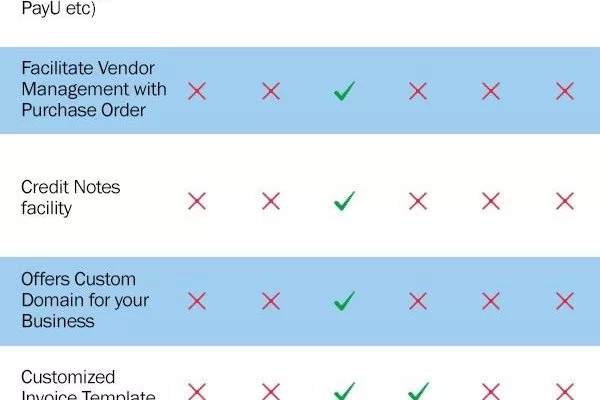 PayU etc)
Facilitate Vendor
Management with
Purchase Order
Credit Notes
facility
Offers Custom
Domain for your
Business
Customized
Invoice Template